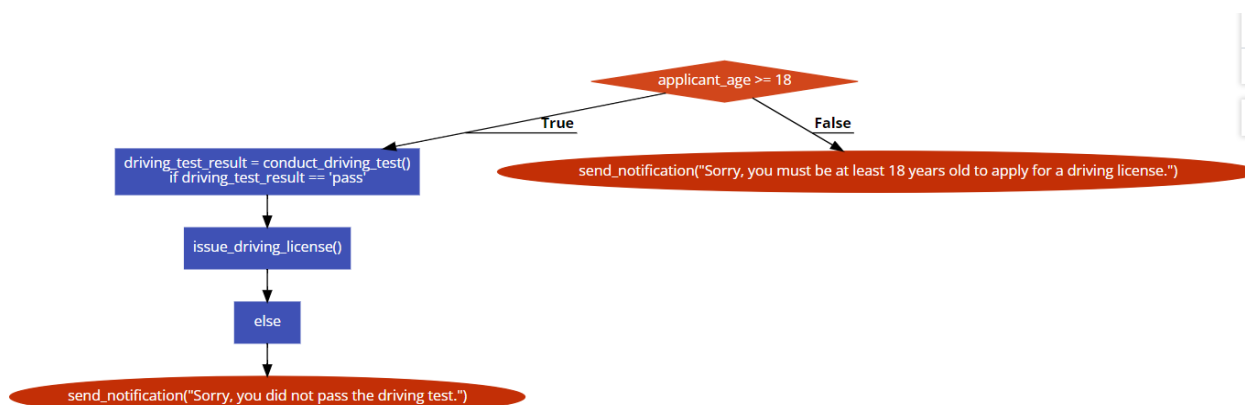 applicant_age >= 18
True
False
driving_test_result = conduct_driving_test()
if driving_test_result == 'pass'
send_notification("Sorry, you must be at least 18 years old to apply for a driving license.")
issue_driving_license()
else
send_notification("Sorry, you did not pass the driving test.")